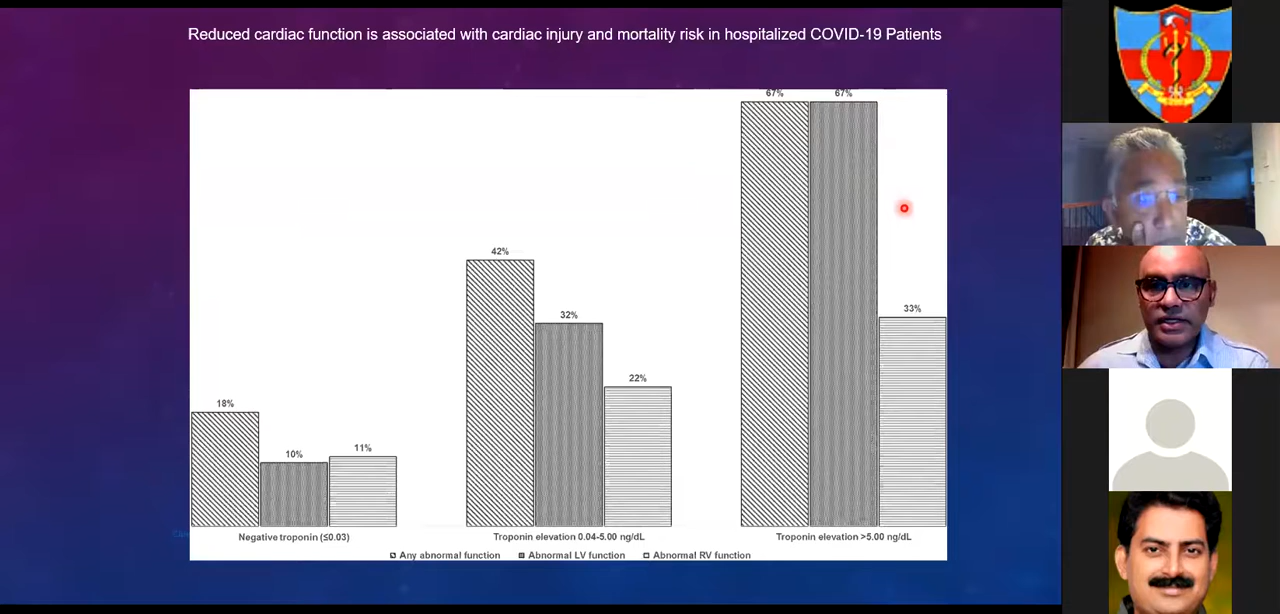 Reduced cardiac function is associated with cardiac injury and mortality risk in hospitalized COVID-19 Patients
67% 67%
42%
32%
33%
22%
18%
10% 11%
Negative troponin (≤0.03) Troponin elevation 0.04-5.00 ng/dL Troponin elevation >5.00 ng/dL
Any abnormal function Abnormal LV function Abnormal RV function